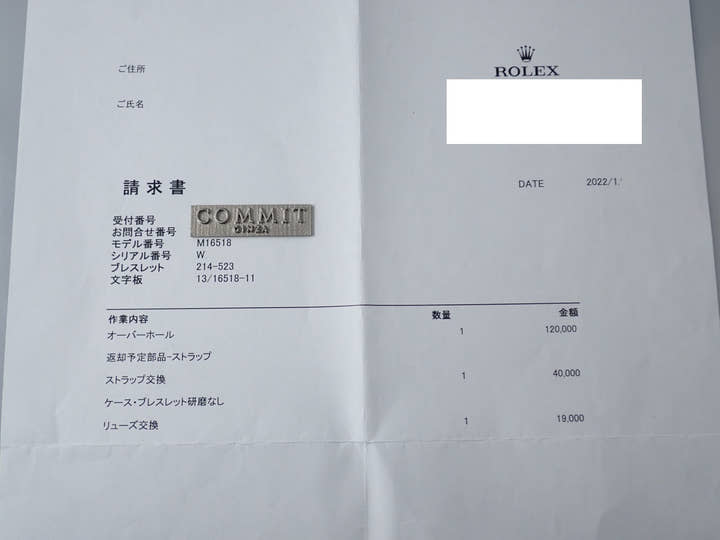 ご住所
ROLEX
ご氏名
請求書
DATE 2022/1.
受付番号
COMMIT
GINZA
お問合せ番号
モデル番号 M16518
シリアル番号 W.
ブレスレット 214-523
文字板 13/16518-11
作業内容 数量 金額
オーバーホール 1 120,000
返却予定部品-ストラップ
ストラップ交換 1 40,000
ケース・ブレスレット研磨なし
リューズ交換 1 19,000